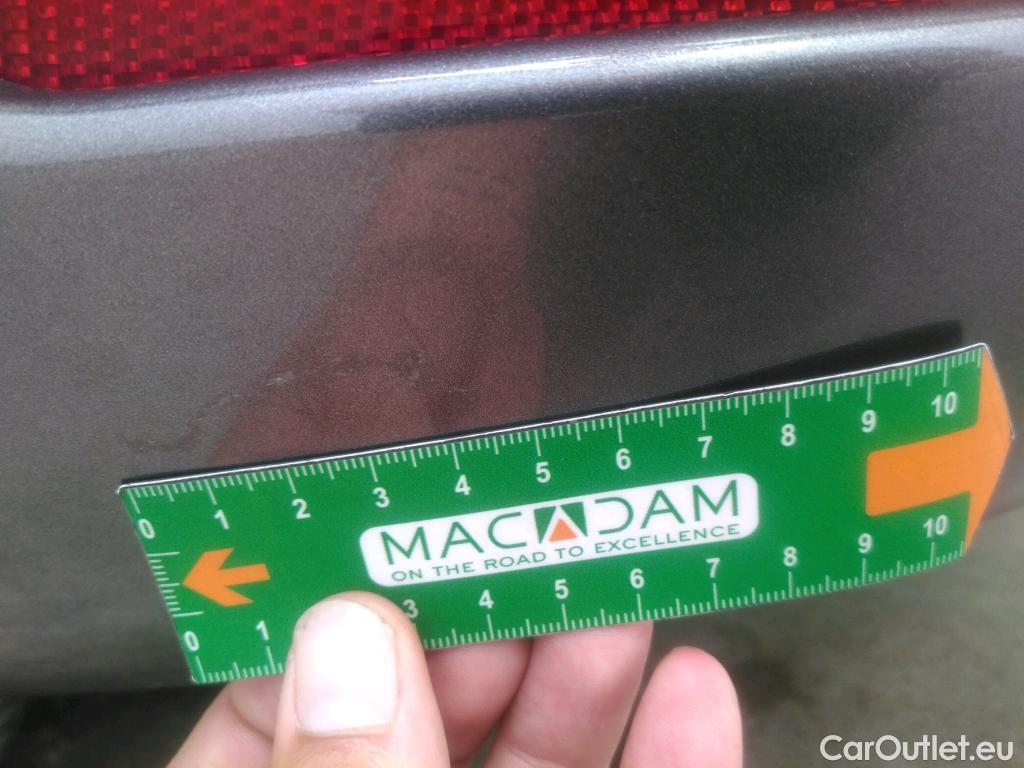 0 1 2 3 4 5 6 7 8 9 10
MACADAM
ON THE ROAD TO EXCELLENCE
0 1 3 4 5 6 7 8 9 10
CarOutlet.eu